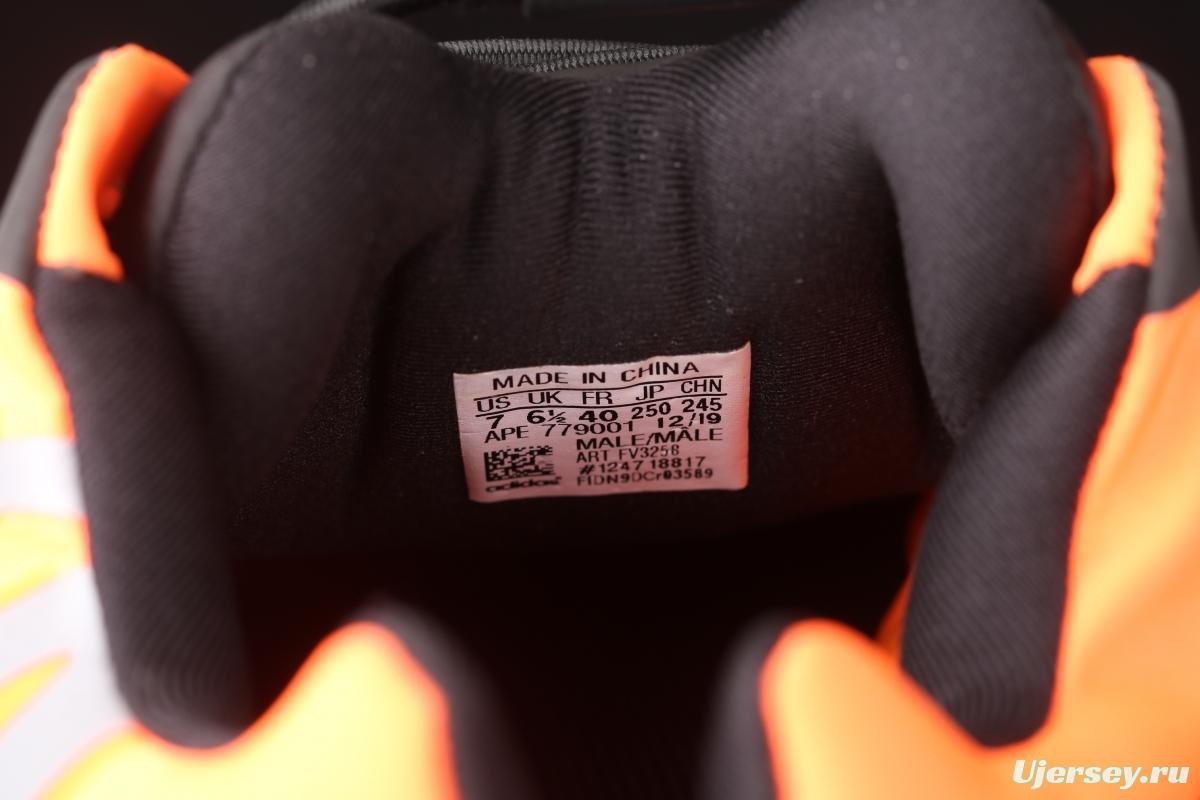 MADE IN CHINA
US UK FR JP CHN
7 6½ 40 250 245
APE 779001 12/19
MALE/MÂLE
ART FV3258
#124718817
FIDN9DCr03589
adidas
Ujersey.ru